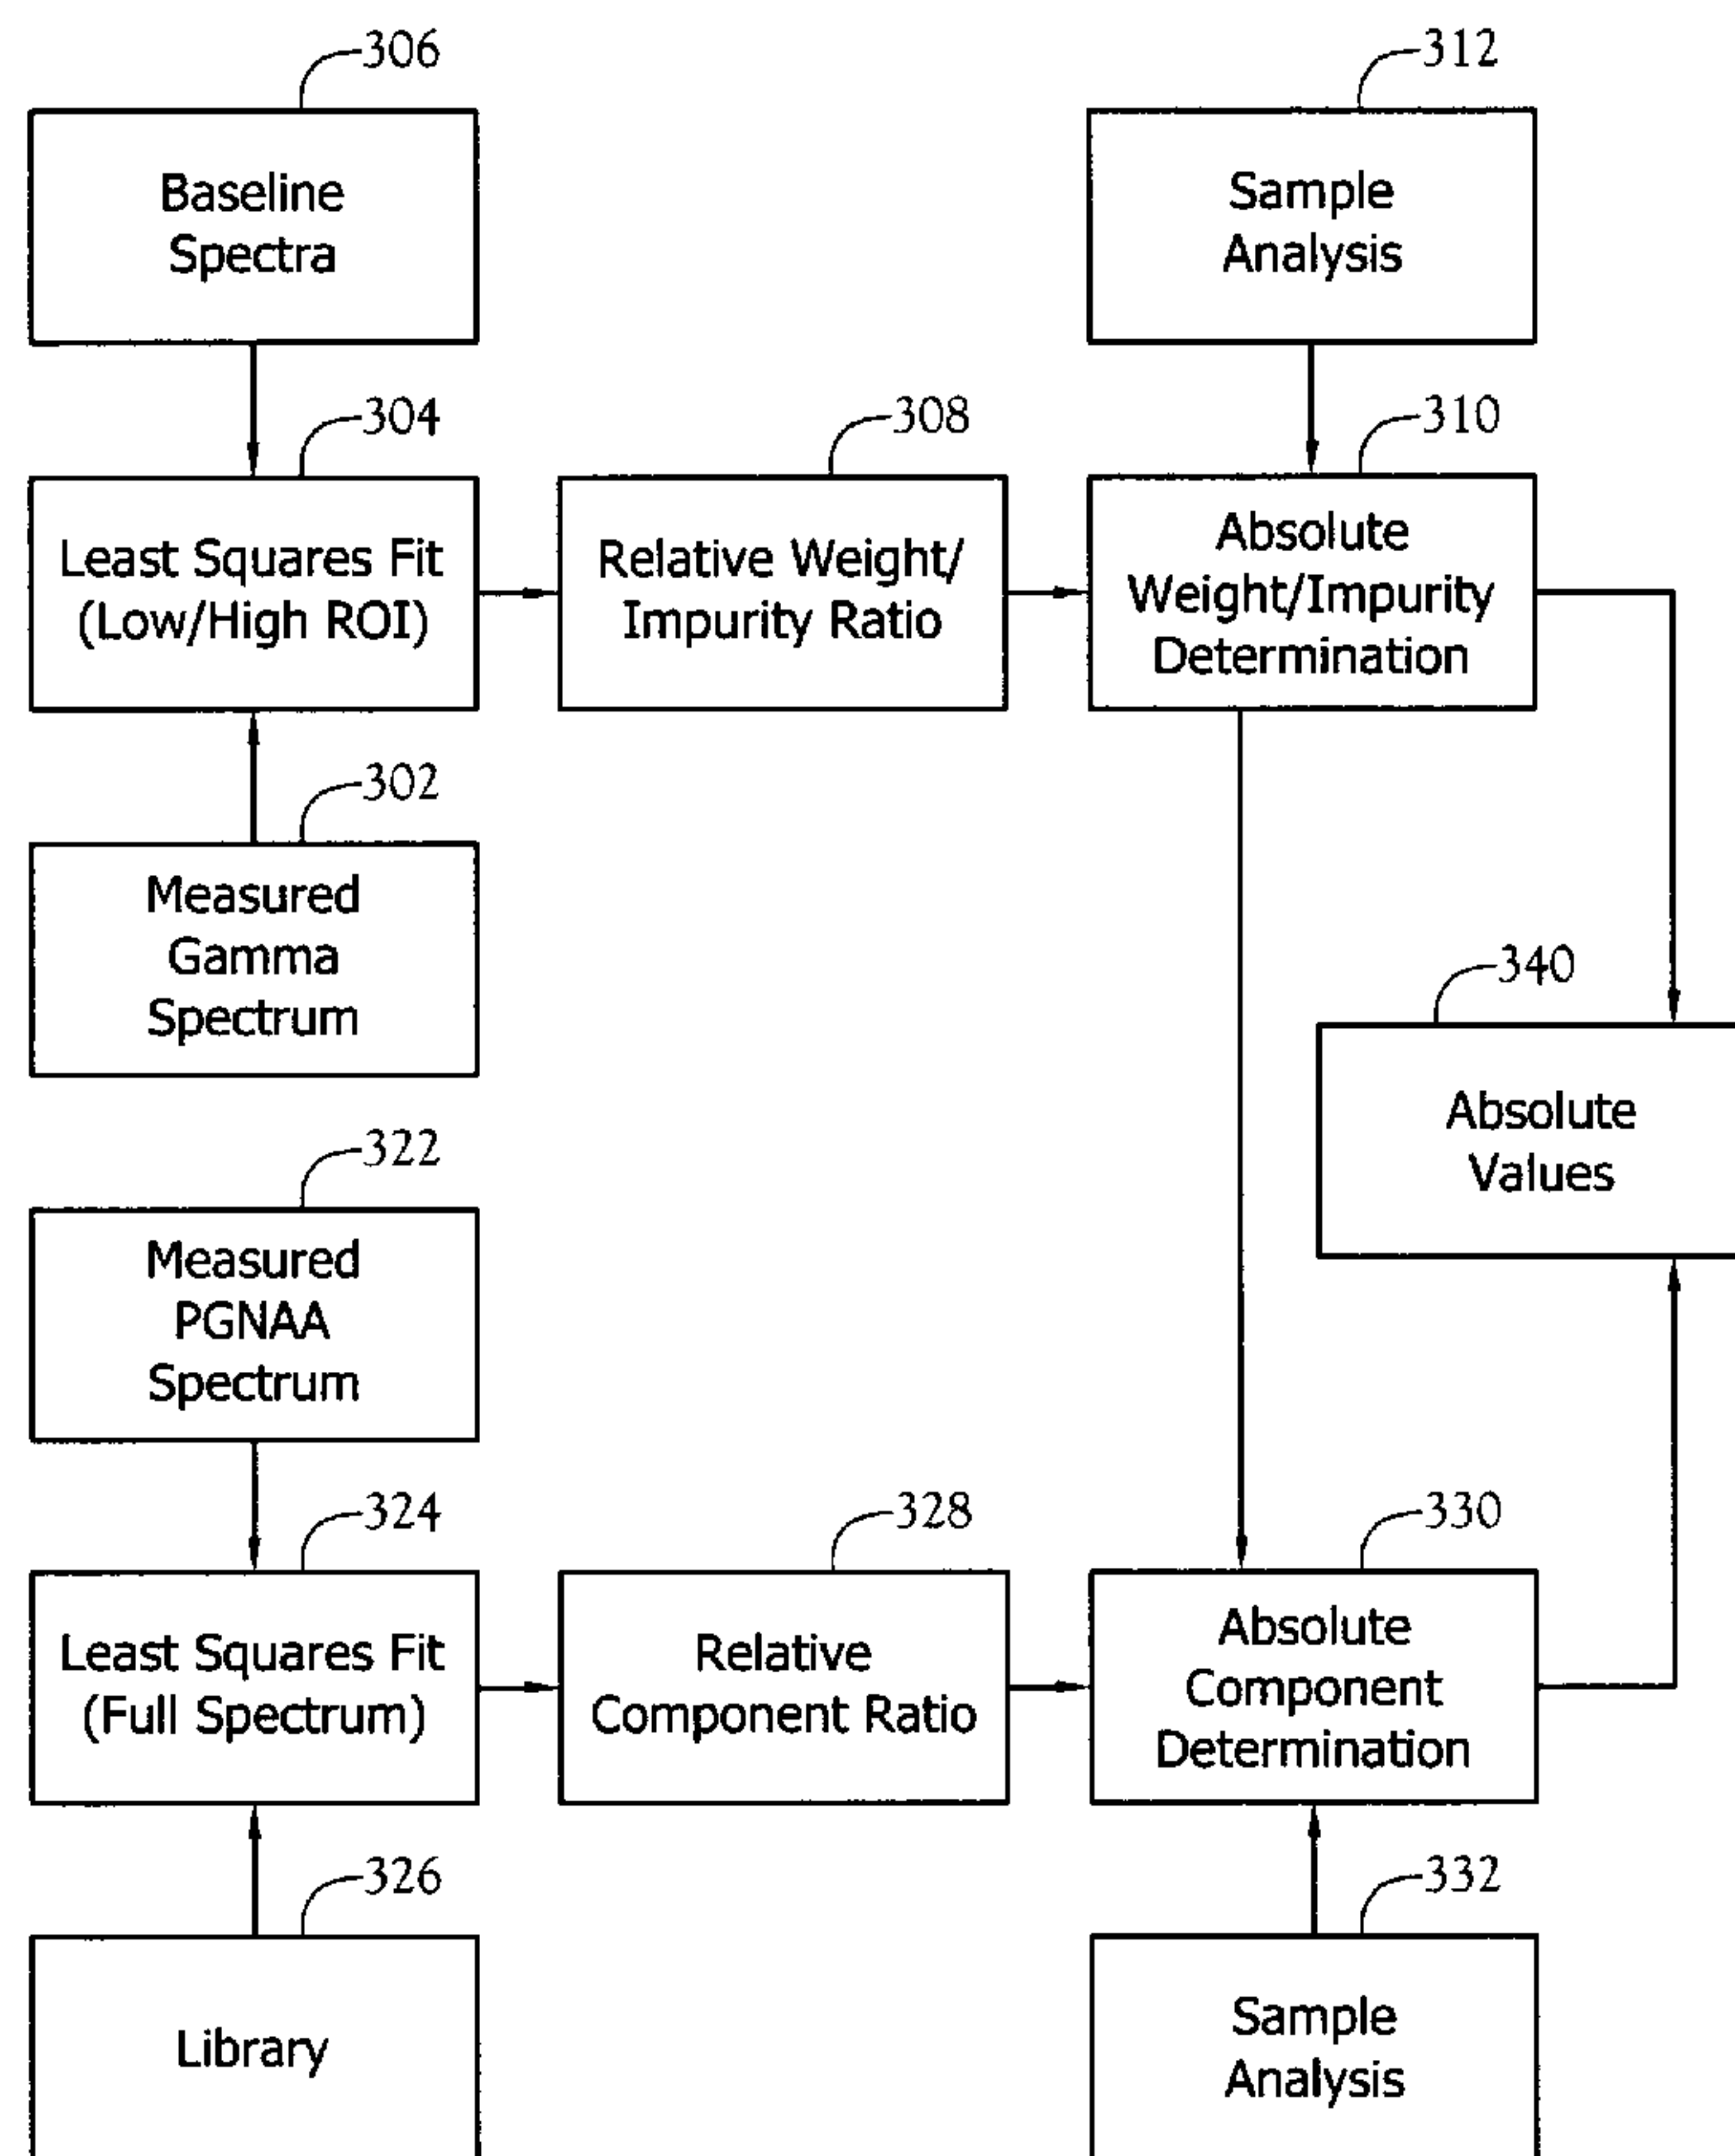 306
Baseline
Spectra
312
Sample
Analysis
304
Least Squares Fit
(Low/High ROI)
308
Relative Weight/
Impurity Ratio
310
Absolute
Weight/Impurity
Determination
302
Measured
Gamma
Spectrum
340
Absolute
Values
322
Measured
PGNAA
Spectrum
324
Least Squares Fit
(Full Spectrum)
328
Relative
Component Ratio
330
Absolute
Component
Determination
326
Library
332
Sample
Analysis